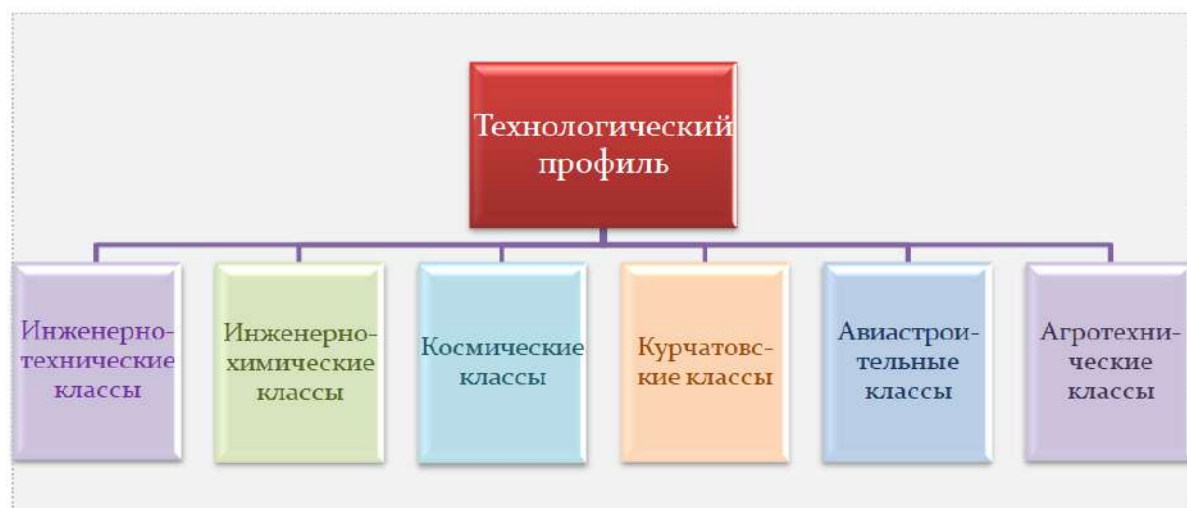 Технологический
профиль
Инженерно-
технические
классы
Инженерно-
химические
классы
Космические
классы
Курчатовс-
кие классы
Авиастрои-
тельные
классы
Агротехни-
ческие
классы